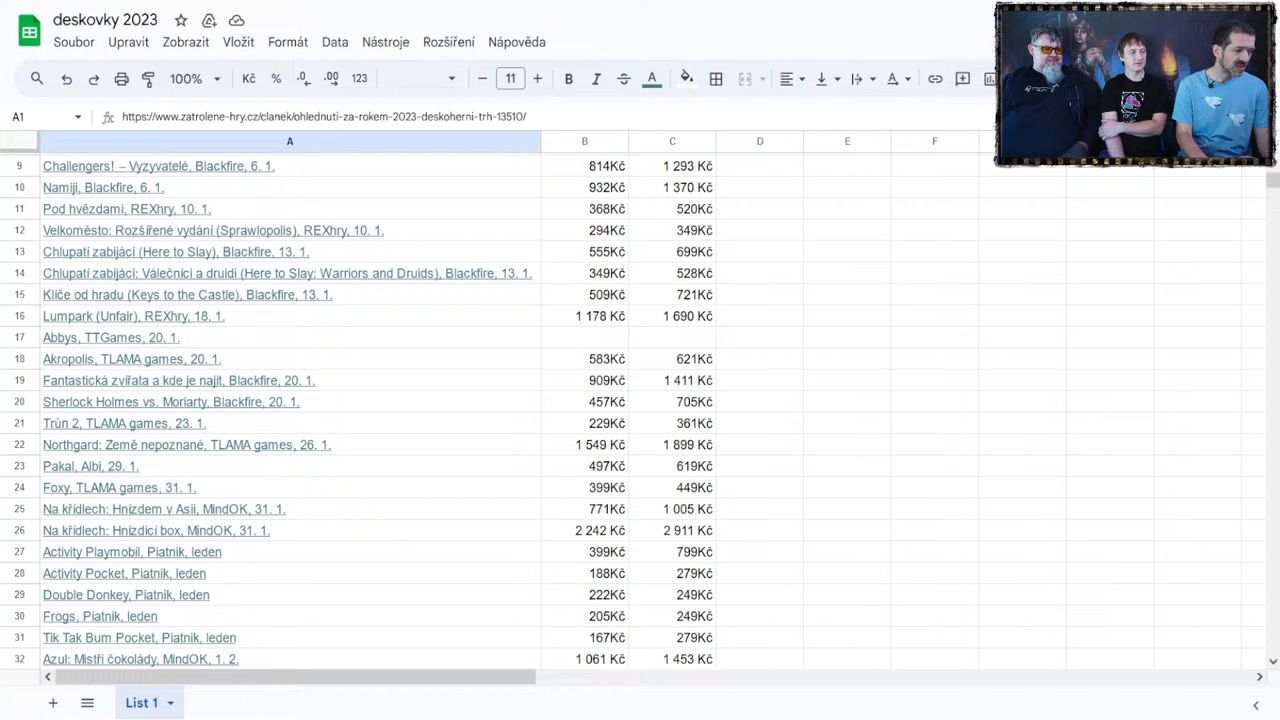 deskovky 2023
Soubor Upravit Zobrazit Vložit Formát Data Nástroje Rozšíření Nápověda
100% Kč % .0 .00 123 11 B I S A
A1 https://www.zatrolene-hry.cz/clanek/ohlednuti-za-rokem-2023-deskoherni-trh-13510/
A B C D E F
9 Challengers! – Vyzyvatelé, Blackfire, 6. 1. 814Kč 1 293 Kč
10 Namiji, Blackfire, 6. 1. 932Kč 1 370 Kč
11 Pod hvězdami, REXhry, 10. 1. 368Kč 520Kč
12 Velkoměsto: Rozšířené vydání (Sprawlopolis), REXhry, 10. 1. 294Kč 349Kč
13 Chlupatí zabijáci (Here to Slay), Blackfire, 13. 1. 555Kč 699Kč
14 Chlupatí zabijáci: Válečníci a druidi (Here to Slay: Warriors and Druids), Blackfire, 13. 1. 349Kč 528Kč
15 Klíče od hradu (Keys to the Castle), Blackfire, 13. 1. 509Kč 721Kč
16 Lumpark (Unfair), REXhry, 18. 1. 1 178 Kč 1 690 Kč
17 Abbys, TTGames, 20. 1.
18 Akropolis, TLAMA games, 20. 1. 583Kč 621Kč
19 Fantastická zvířata a kde je najít, Blackfire, 20. 1. 909Kč 1 411 Kč
20 Sherlock Holmes vs. Moriarty, Blackfire, 20. 1. 457Kč 705Kč
21 Trůn 2, TLAMA games, 23. 1. 229Kč 361Kč
22 Northgard: Země nepoznané, TLAMA games, 26. 1. 1 549 Kč 1 899 Kč
23 Pakal, Albi, 29. 1. 497Kč 619Kč
24 Foxy, TLAMA games, 31. 1. 399Kč 449Kč
25 Na křídlech: Hnízdem v Asii, MindOK, 31. 1. 771Kč 1 005 Kč
26 Na křídlech: Hnízdící box, MindOK, 31. 1. 2 242 Kč 2 911 Kč
27 Activity Playmobil, Piatnik, leden 399Kč 799Kč
28 Activity Pocket, Piatnik, leden 188Kč 279Kč
29 Double Donkey, Piatnik, leden 222Kč 249Kč
30 Frogs, Piatnik, leden 205Kč 249Kč
31 Tik Tak Bum Pocket, Piatnik, leden 167Kč 279Kč
32 Azul: Mistři čokolády, MindOK, 1. 2. 1 061 Kč 1 453 Kč
List 1